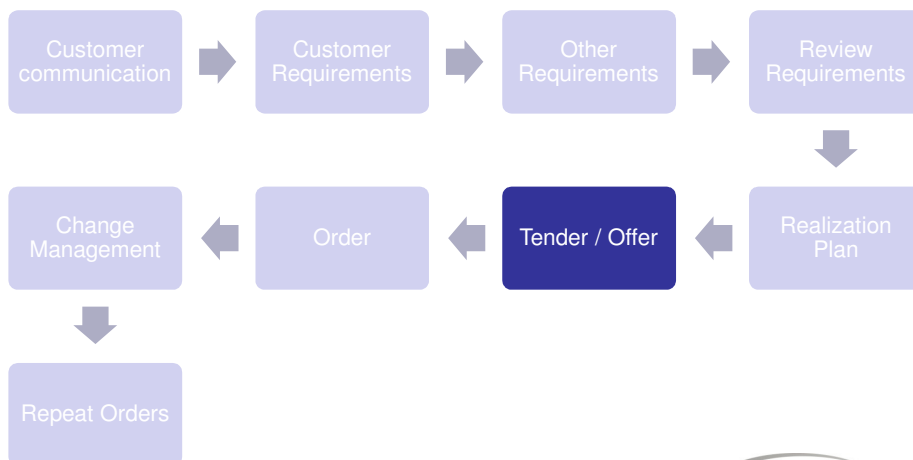 Customer
communication
Customer
Requirements
Other
Requirements
Review
Requirements
Change
Management
Order
Tender / Offer
Realization
Plan
Repeat Orders